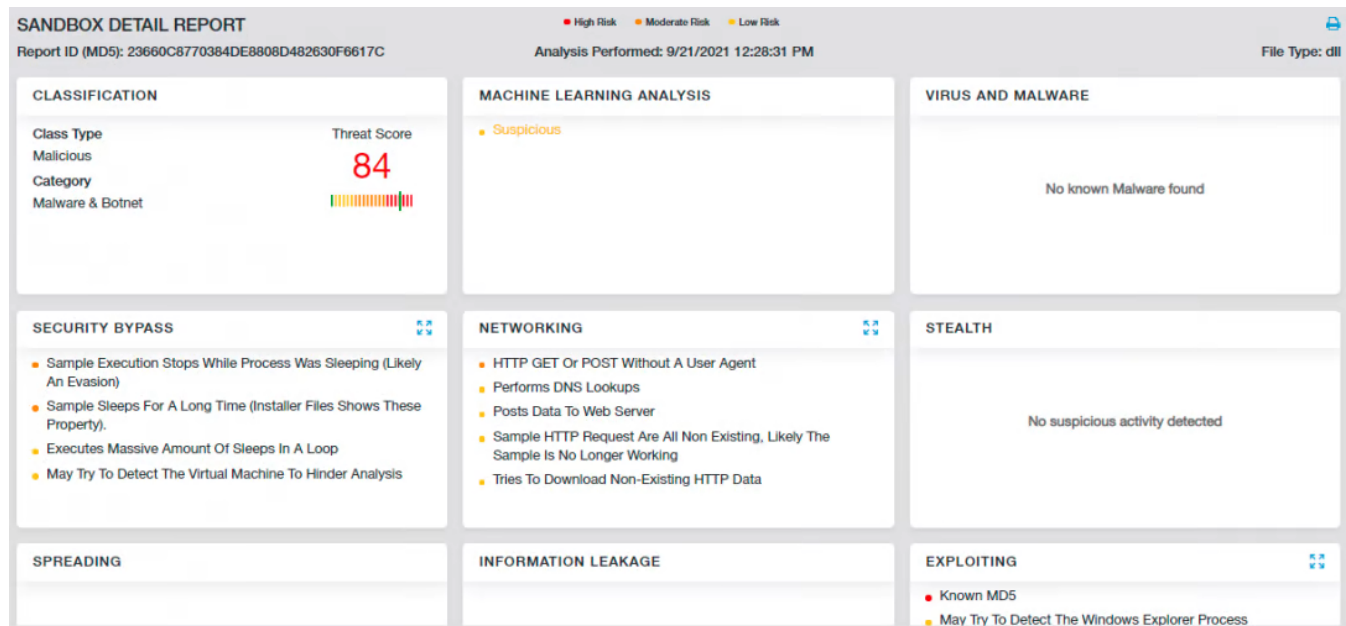 SANDBOX DETAIL REPORT
High Risk Moderate Risk Low Risk
Report ID (MD5): 23660C8770384DE8808D482630F6617C
Analysis Performed: 9/21/2021 12:28:31 PM
File Type: dll
CLASSIFICATION
Class Type
Threat Score
Malicious
84
Category
Malware & Botnet
MACHINE LEARNING ANALYSIS
Suspicious
VIRUS AND MALWARE
No known Malware found
SECURITY BYPASS
Sample Execution Stops While Process Was Sleeping (Likely
An Evasion)
Sample Sleeps For A Long Time (Installer Files Shows These
Property).
Executes Massive Amount Of Sleeps In A Loop
May Try To Detect The Virtual Machine To Hinder Analysis
NETWORKING
HTTP GET Or POST Without A User Agent
Performs DNS Lookups
Posts Data To Web Server
Sample HTTP Request Are All Non Existing, Likely The
Sample Is No Longer Working
Tries To Download Non-Existing HTTP Data
STEALTH
No suspicious activity detected
SPREADING
INFORMATION LEAKAGE
EXPLOITING
Known MD5
May Try To Detect The Windows Explorer Process